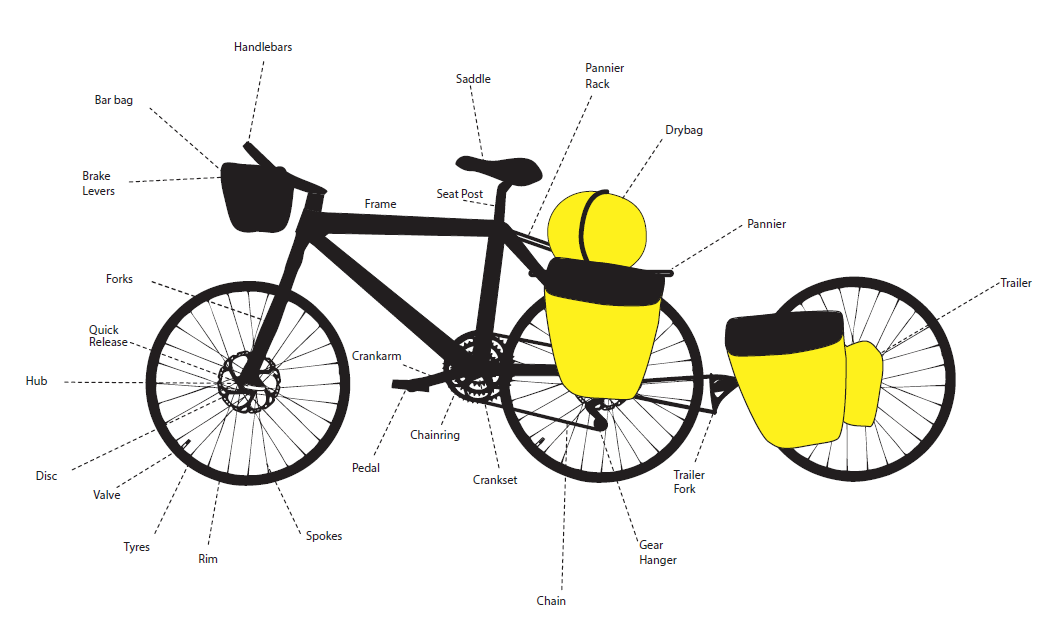 Handlebars
Pannier
Rack
Saddle
Bar bag
Drybag
Brake
Levers
Seat Post
Frame
Pannier
Forks
Trailer
Quick
Release
Crankarm
Hub
Chainring
Pedal
Disc
Crankset
Trailer
Fork
Valve
Spokes
Tyres
Rim
Gear
Hanger
Chain